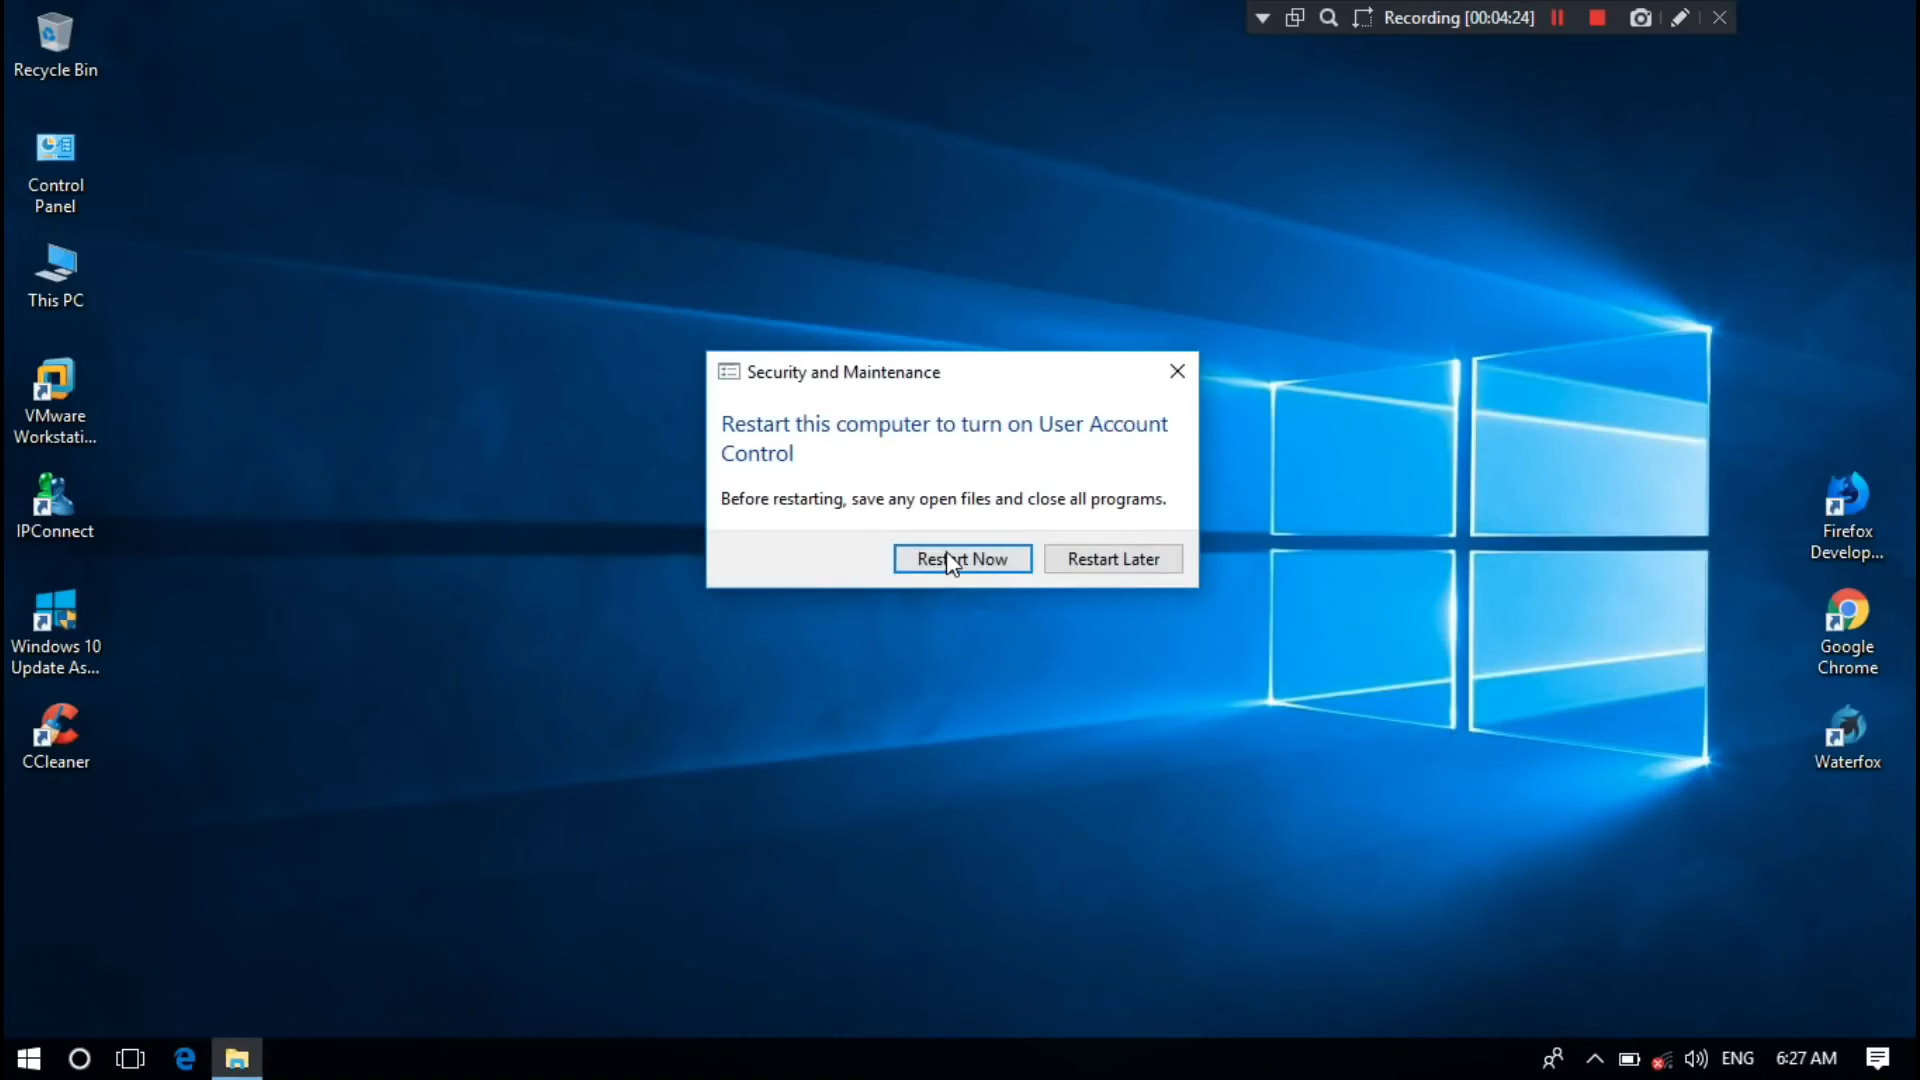 Recording [00:04:24]
Recycle Bin
Control
Panel
This PC
VMware
Workstati...
IPConnect
Windows 10
Update As...
CCleaner
Security and Maintenance
Restart this computer to turn on User Account
Control
Before restarting, save any open files and close all programs.
Restart Now
Restart Later
Firefox
Develop...
Google
Chrome
Waterfox
ENG
6:27 AM